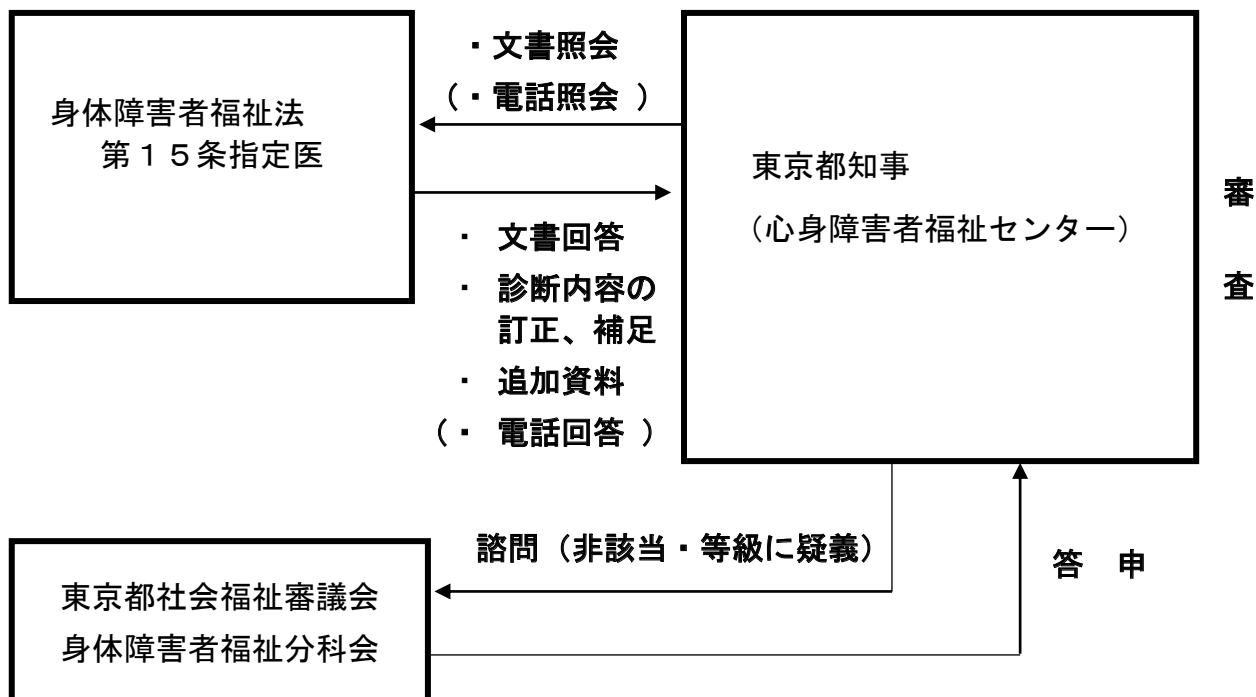 ・文書照会
（・電話照会 ）
身体障害者福祉法
第１５条指定医
東京都知事
（心身障害者福祉センター）
審
査
・ 文書回答
・ 診断内容の
訂正、補足
・ 追加資料
（・ 電話回答 ）
諮問（非該当・等級に疑義）
答 申
東京都社会福祉審議会
身体障害者福祉分科会